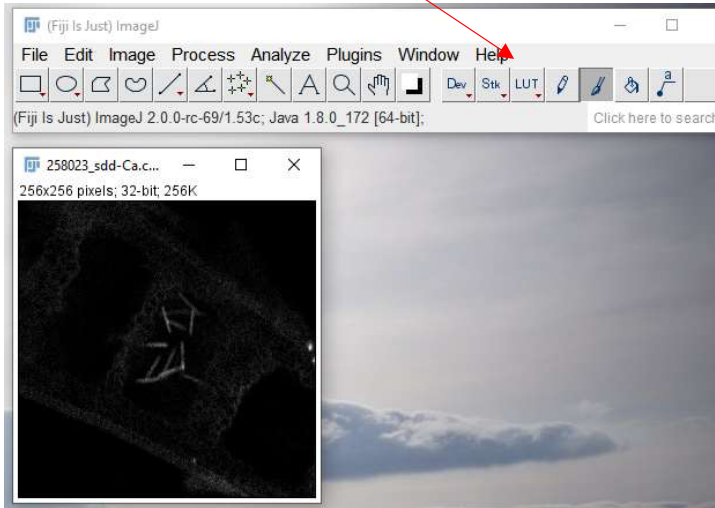 (Fiji Is Just) ImageJ
File Edit Image Process Analyze Plugins Window Help
A Dev Stk LUT a
(Fiji Is Just) ImageJ 2.0.0-rc-69/1.53c; Java 1.8.0_172 [64-bit];
Click here to search
258023_sdd-Ca.c...
256x256 pixels; 32-bit; 256K